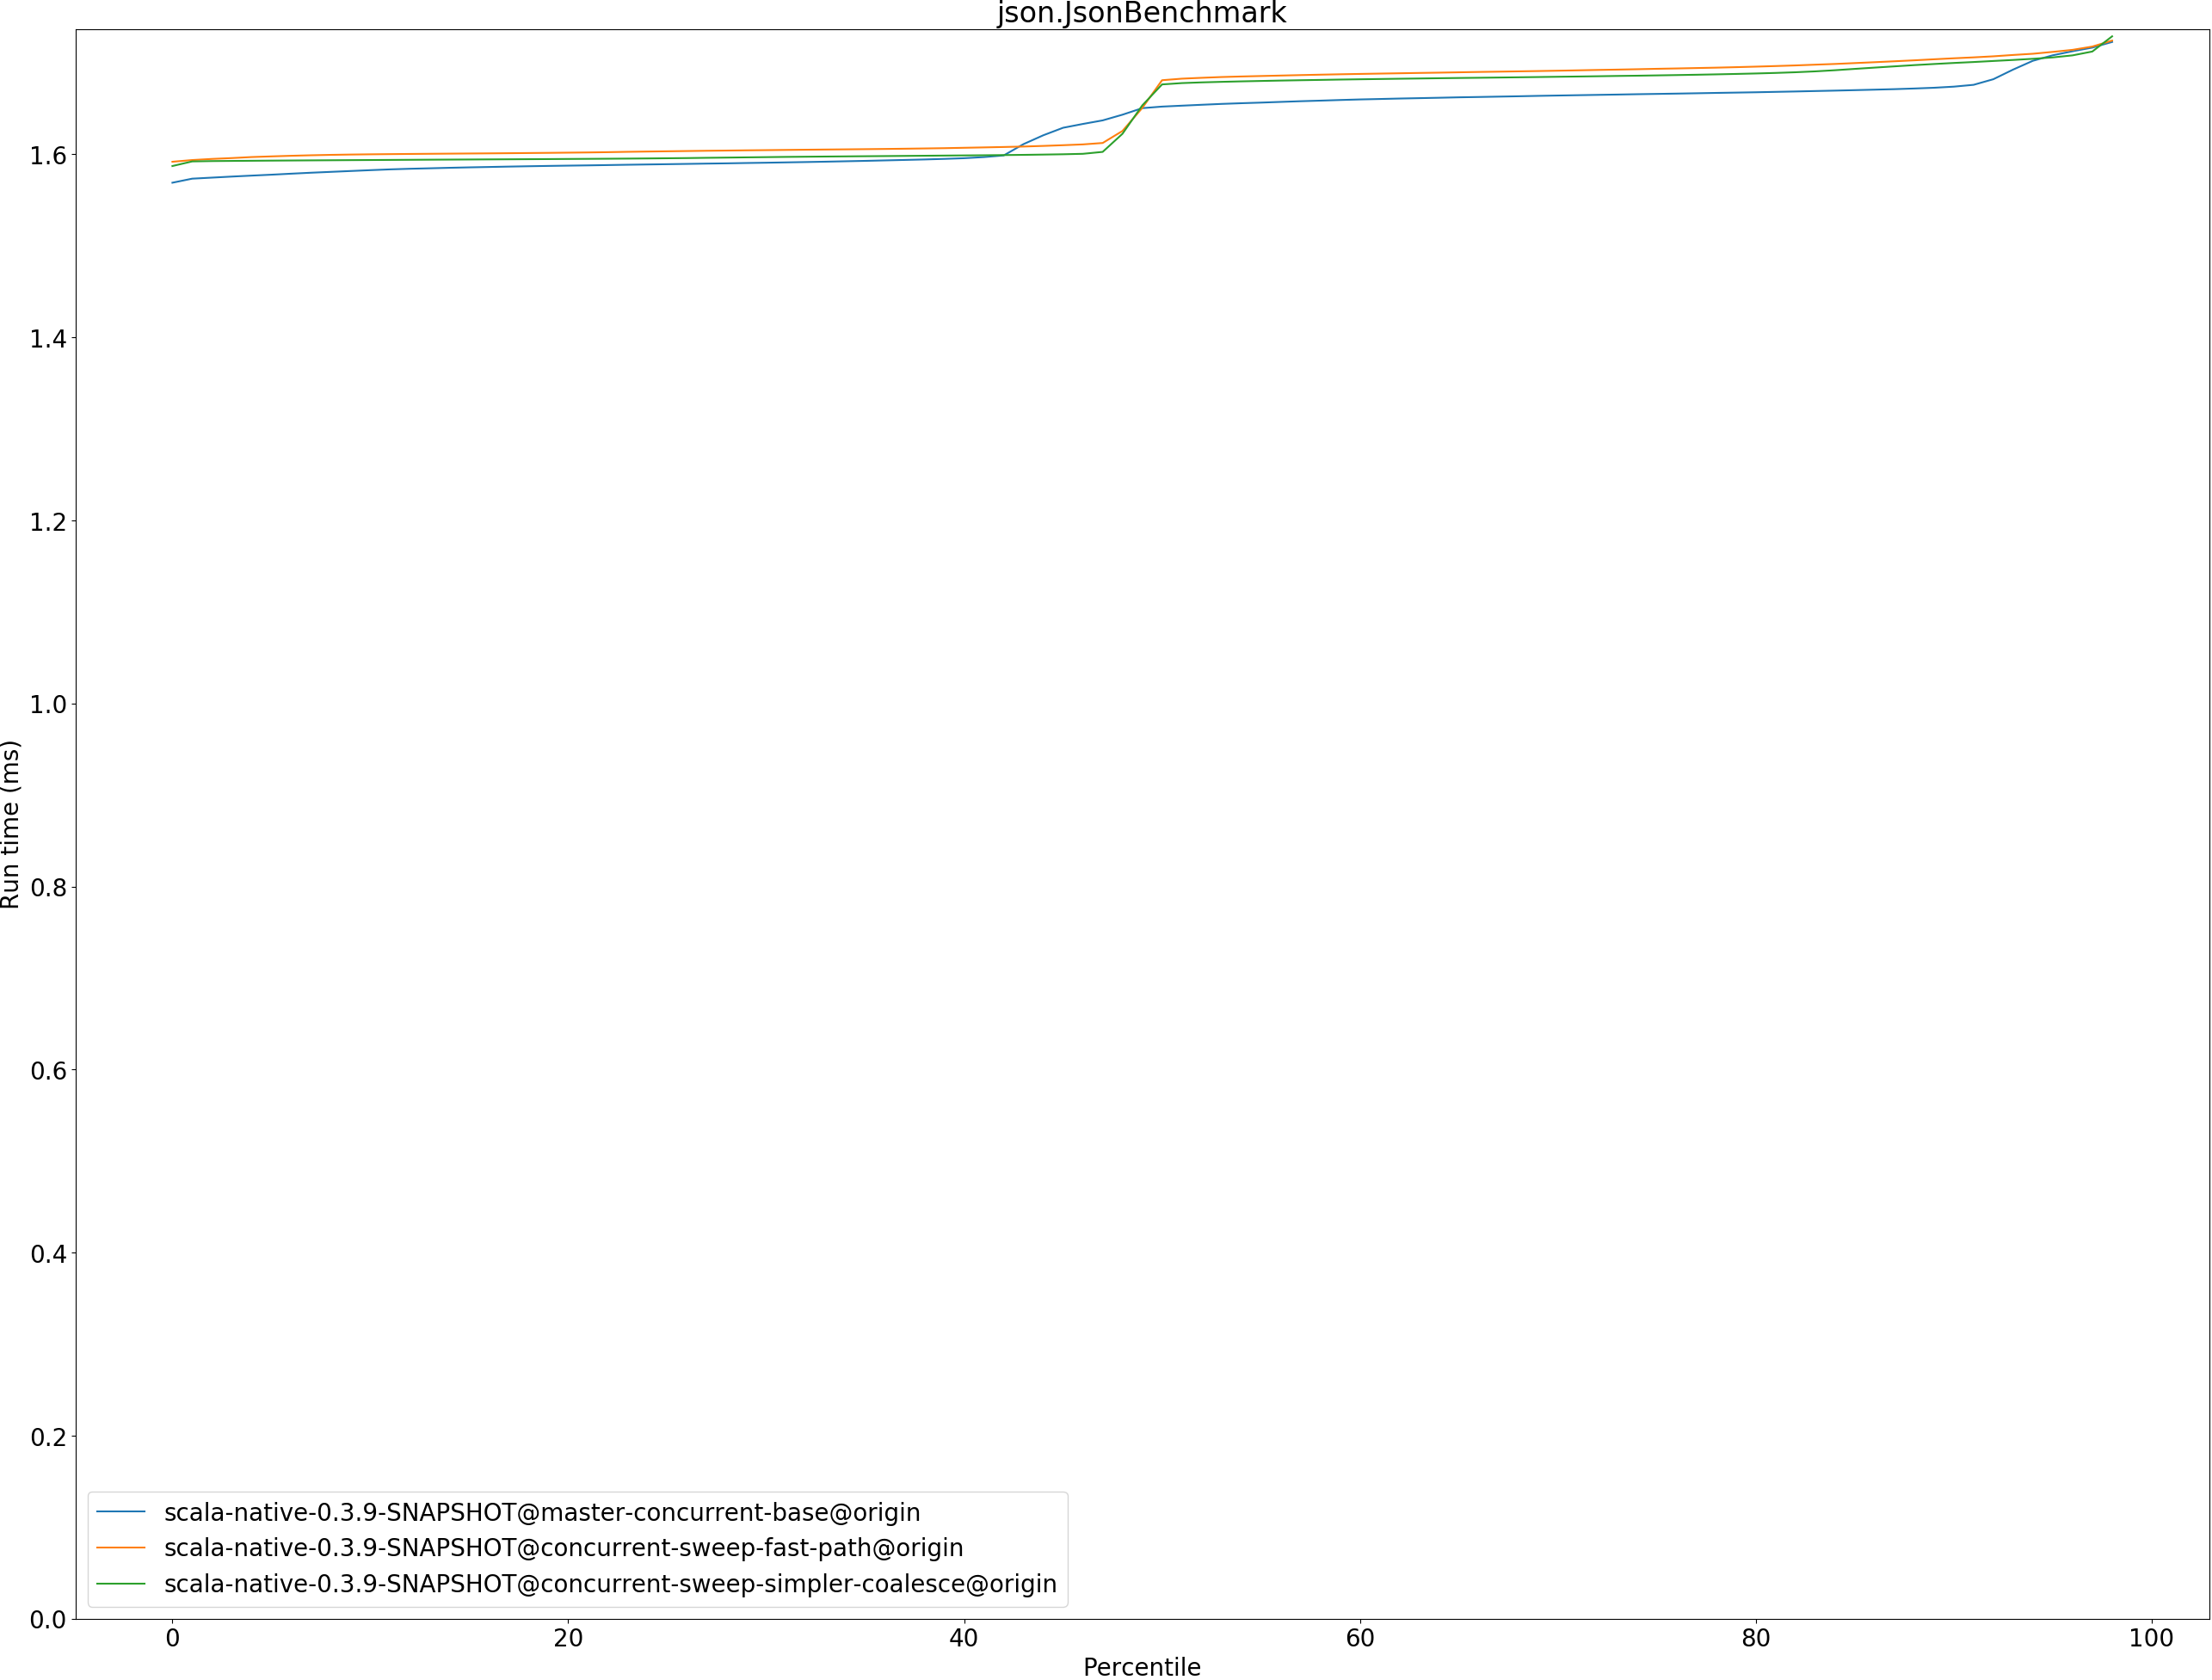 json.JsonBenchmark
Run time (ms)
1.6
1.4
1.2
1.0
0.8
0.6
0.4
0.2
0.0
scala-native-0.3.9-SNAPSHOT@master-concurrent-base@origin
scala-native-0.3.9-SNAPSHOT@concurrent-sweep-fast-path@origin
scala-native-0.3.9-SNAPSHOT@concurrent-sweep-simpler-coalesce@origin
0 20 40 60 80 100
Percentile